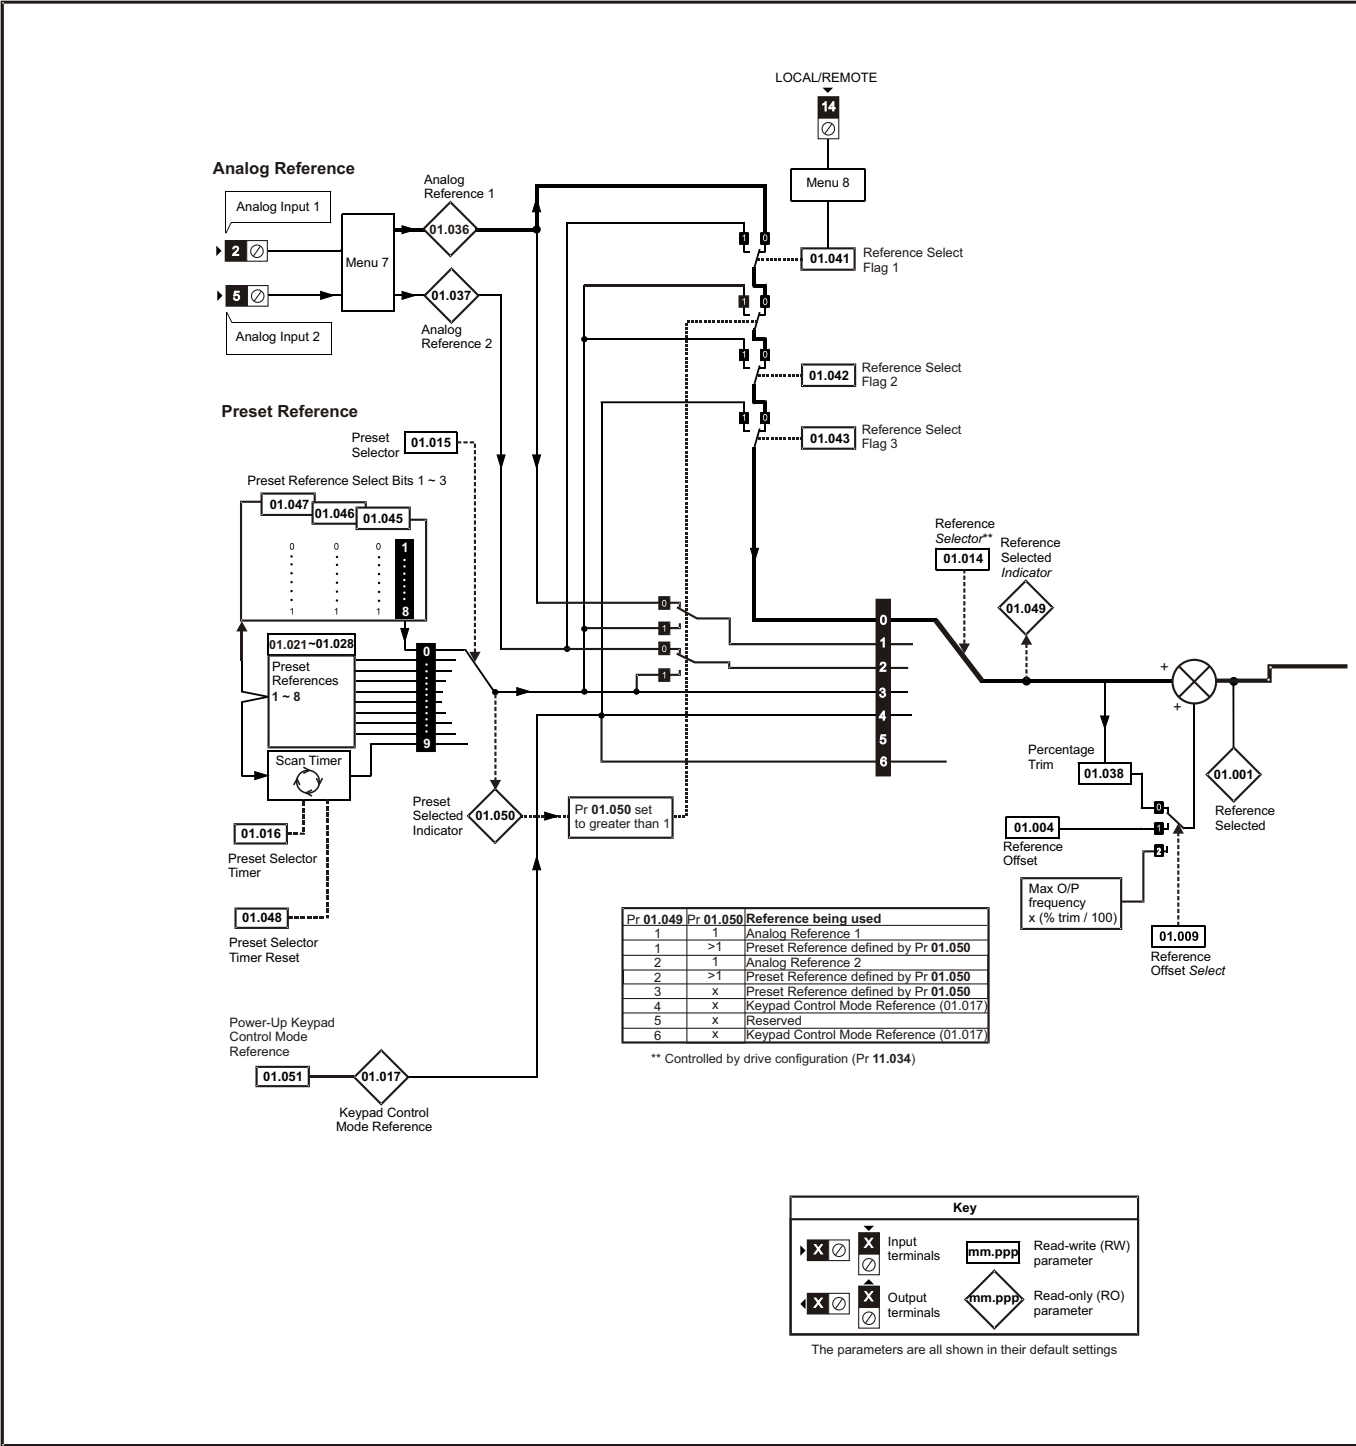 LOCAL/REMOTE
14
Menu 8
Analog Reference
Analog Input 1
2
5
Analog Input 2
Menu 7
Analog
Reference 1
01.036
01.037
Analog
Reference 2
1 0
01.041
Reference Select
Flag 1
1 0
1 0
01.042
Reference Select
Flag 2
1 0
01.043
Reference Select
Flag 3
Preset Reference
Preset
Selector
01.015
Preset Reference Select Bits 1 ~ 3
01.047
01.046
01.045
0 0 0 1
1 1 1 8
01.021~01.028
Preset
References
1 ~ 8
0
9
Scan Timer
01.016
Preset Selector
Timer
01.048
Preset Selector
Timer Reset
Preset
Selected
Indicator
01.050
Pr 01.050 set
to greater than 1
0
1
0
1
0
1
2
3
4
5
6
Reference
Selector**
01.014
Reference
Selected
Indicator
01.049
+
+
Percentage
Trim
01.038
01.001
Reference
Selected
0
1
2
01.004
Reference
Offset
Max O/P
frequency
x (% trim / 100)
01.009
Reference
Offset Select
Pr 01.049 Pr 01.050 Reference being used
1 1 Analog Reference 1
1 >1 Preset Reference defined by Pr 01.050
2 1 Analog Reference 2
2 >1 Preset Reference defined by Pr 01.050
3 x Preset Reference defined by Pr 01.050
4 x Keypad Control Mode Reference (01.017)
5 x Reserved
6 x Keypad Control Mode Reference (01.017)
** Controlled by drive configuration (Pr 11.034)
Power-Up Keypad
Control Mode
Reference
01.051
01.017
Keypad Control
Mode Reference
Key
X X
Input
terminals
mm.ppp
Read-write (RW)
parameter
X X
Output
terminals
mm.ppp
Read-only (RO)
parameter
The parameters are all shown in their default settings